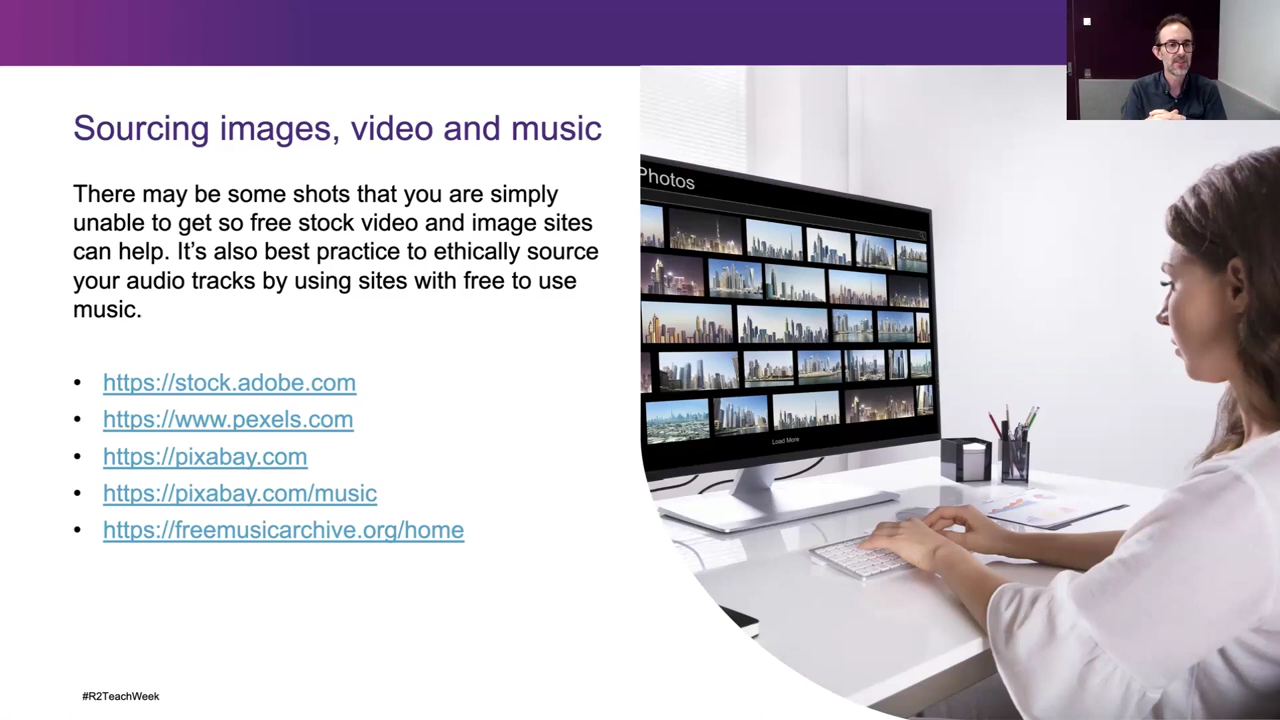 Sourcing images, video and music
There may be some shots that you are simply
unable to get so free stock video and image sites
can help. It’s also best practice to ethically source
your audio tracks by using sites with free to use
music.
• https://stock.adobe.com
• https://www.pexels.com
• https://pixabay.com
• https://pixabay.com/music
• https://freemusicarchive.org/home
#R2TeachWeek
Photos
Load More